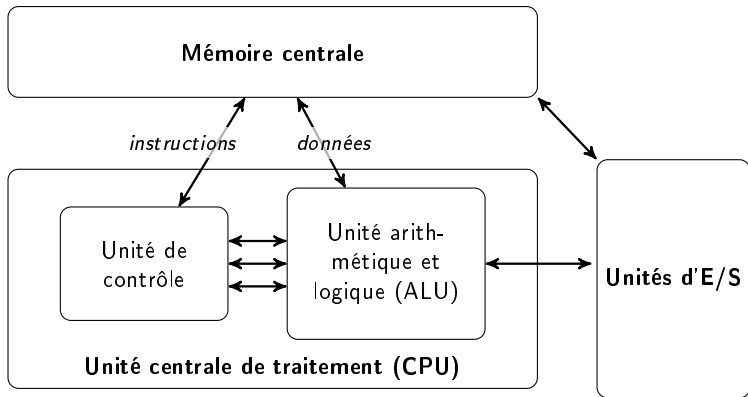 Mémoire centrale
instructions
données
Unité de
contrôle
Unité arith-
métique et
logique (ALU)
Unités d'E/S
Unité centrale de traitement (CPU)